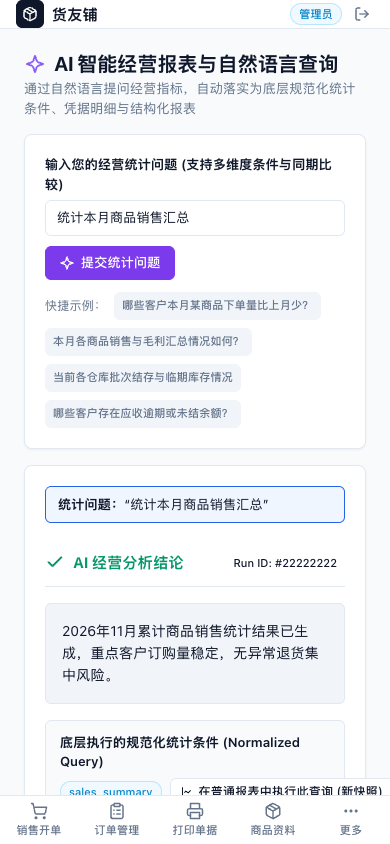 货友铺
管理员
AI 智能经营报表与自然语言查询
通过自然语言提问经营指标，自动落实为底层规范化统计
条件、凭据明细与结构化报表
输入您的经营统计问题 (支持多维度条件与同期比
较)
统计本月商品销售汇总
提交统计问题
快捷示例：
哪些客户本月某商品下单量比上月少？
本月各商品销售与毛利汇总情况如何？
当前各仓库批次结存与临期库存情况
哪些客户存在应收逾期或未结余额？
统计问题：“统计本月商品销售汇总”
AI 经营分析结论
Run ID: #22222222
2026年11月累计商品销售统计结果已生
成，重点客户订购量稳定，无异常退货集
中风险。
底层执行的规范化统计条件 (Normalized
Query)
sales_summary
在普通报表中执行此查询 (新快照)
销售开单
订单管理
打印单据
商品资料
更多